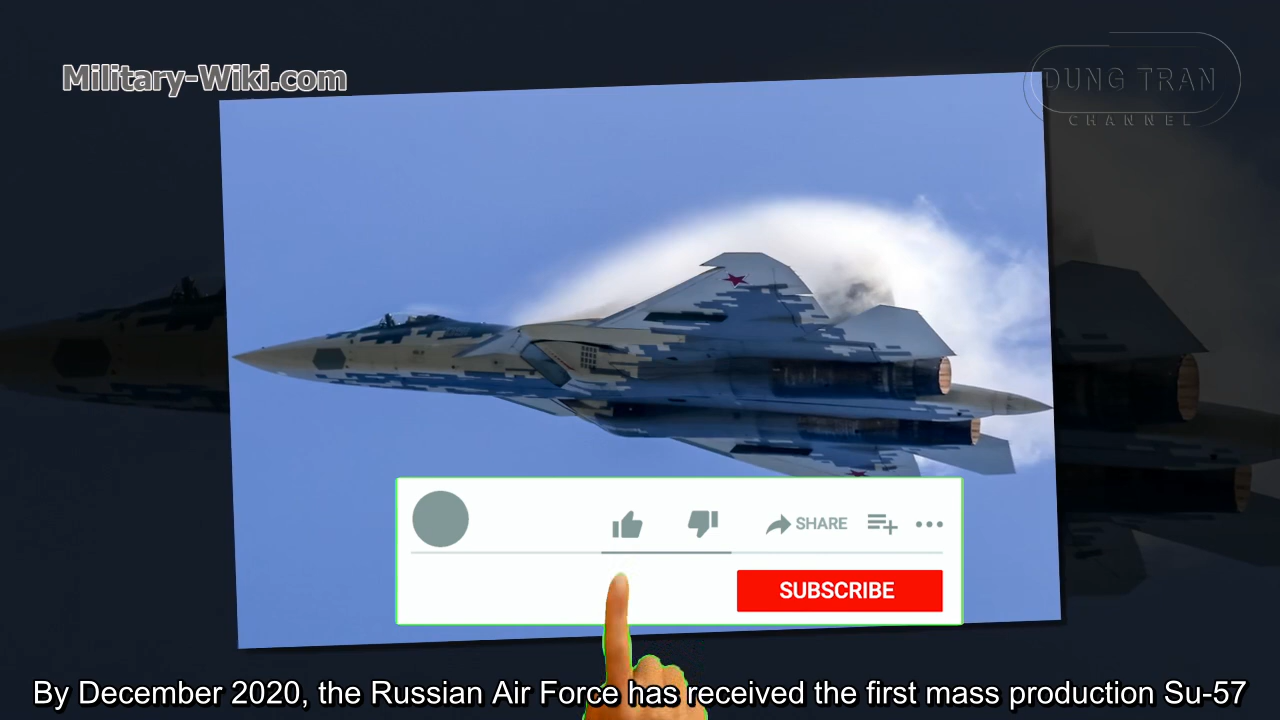 Military-Wiki.com
DUNG TRAN
CHANNEL
SHARE
SUBSCRIBE
By December 2020, the Russian Air Force has received the first mass production Su-57